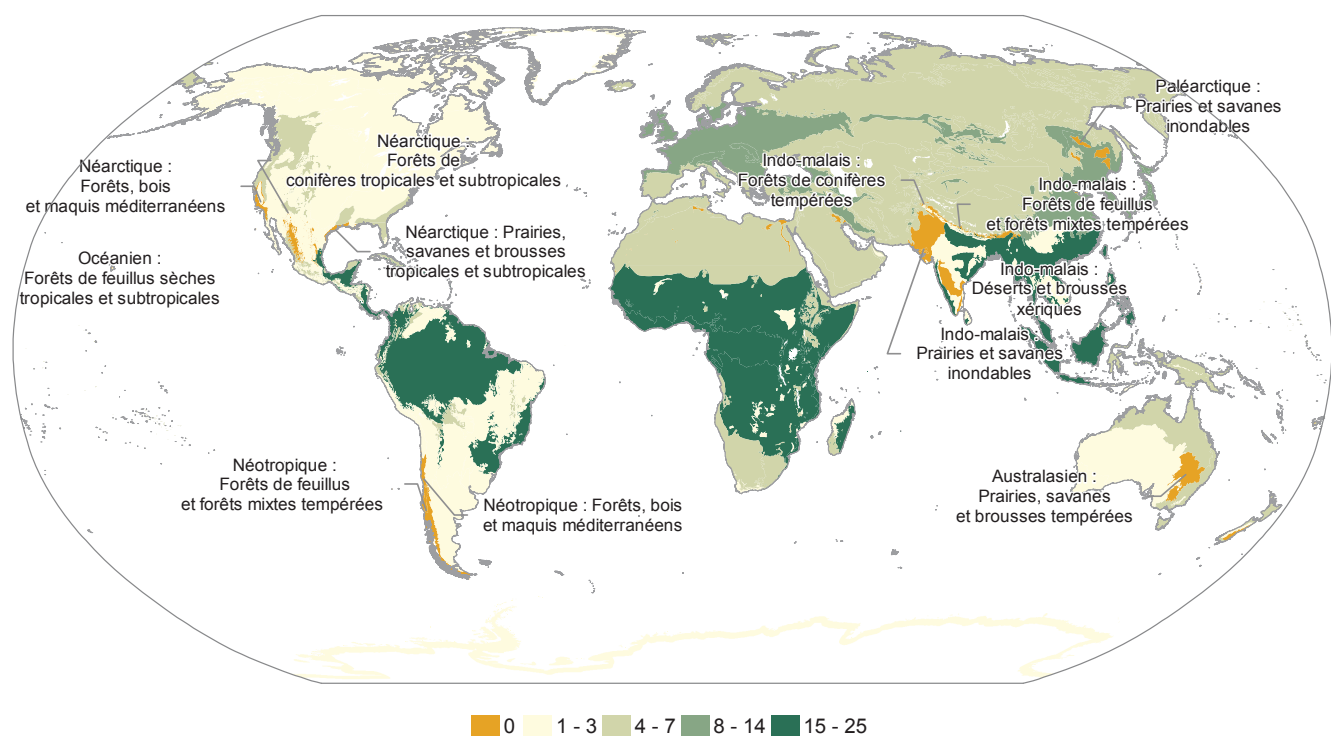 Paléarctique :
Prairies et savanes
inondables
Néarctique :
Forêts de
conifères tropicales et subtropicales
Néarctique :
Forêts, bois
et maquis méditerranéens
Indo-malais :
Forêts de conifères
tempérées
Indo-malais :
Forêts de feuillus
et forêts mixtes tempérées
Néarctique : Prairies,
savanes et brousses
tropicales et subtropicales
Océanien :
Forêts de feuillus sèches
tropicales et subtropicales
Indo-malais :
Déserts et brousses
xériques
Indo-malais :
Prairies et savanes
inondables
Néotropique :
Forêts de feuillus
et forêts mixtes tempérées
Néotropique : Forêts, bois
et maquis méditerranéens
Australasien :
Prairies, savanes
et brousses tempérées
0 1 - 3 4 - 7 8 - 14 15 - 25